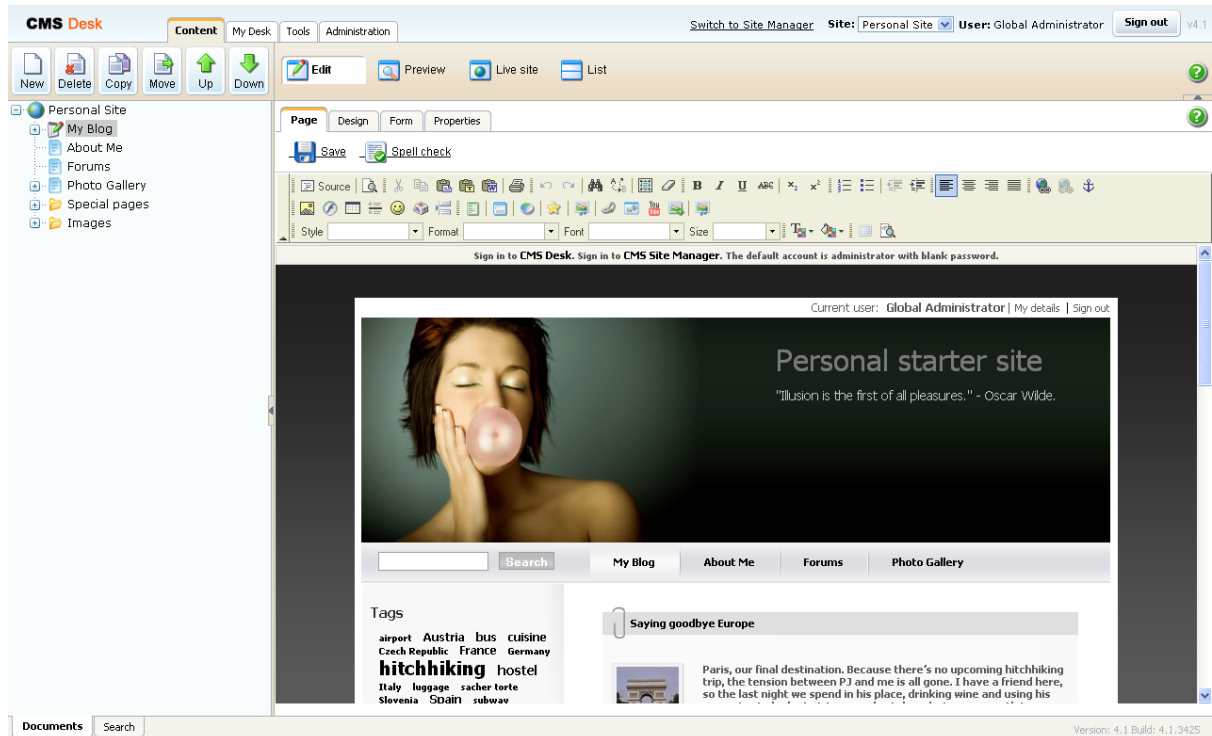 CMS Desk
Content My Desk Tools Administration
Switch to Site Manager Site: Personal Site User: Global Administrator Sign out v4.1
New Delete Copy Move Up Down
Edit Preview Live site List
Personal Site
My Blog
About Me
Forums
Photo Gallery
Special pages
Images
Page Design Form Properties
Save Spell check
Source B I U ABC x₂ x²
You Tube
Style Format Font Size
Sign in to CMS Desk. Sign in to CMS Site Manager. The default account is administrator with blank password.
Current user: Global Administrator | My details | Sign out
Personal starter site
"Illusion is the first of all pleasures." - Oscar Wilde.
Search My Blog About Me Forums Photo Gallery
Tags
airport Austria bus cuisine
Czech Republic France Germany
hitchhiking hostel
Italy luggage sacher torte
Slovenia Spain subway
Saying goodbye Europe
Paris, our final destination. Because there's no upcoming hitchhiking
trip, the tension between PJ and me is all gone. I have a friend here,
so the last night we spend in his place, drinking wine and using his
Documents Search
Version: 4.1 Build: 4.1.3425